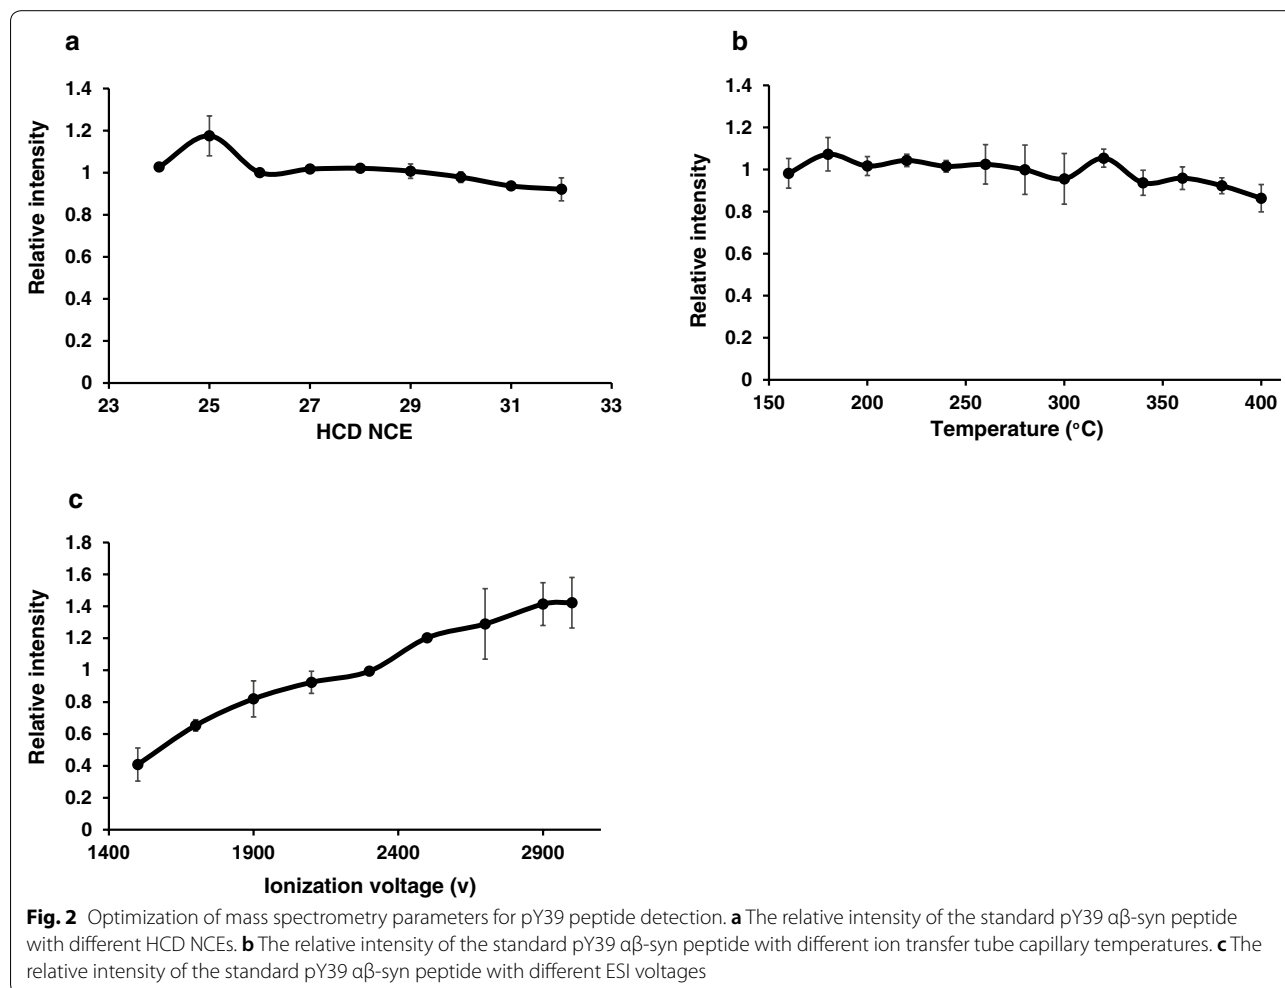 a
Relative intensity
1.4
1.2
1
0.8
0.6
0.4
0.2
0
23 25 27 29 31 33
HCD NCE
b
Relative intensity
1.4
1.2
1
0.8
0.6
0.4
0.2
0
150 200 250 300 350 400
Temperature (°C)
c
Relative intensity
1.8
1.6
1.4
1.2
1
0.8
0.6
0.4
0.2
0
1400 1900 2400 2900
Ionization voltage (v)
Fig. 2 Optimization of mass spectrometry parameters for pY39 peptide detection. a The relative intensity of the standard pY39 αβ-syn peptide
with different HCD NCEs. b The relative intensity of the standard pY39 αβ-syn peptide with different ion transfer tube capillary temperatures. c The
relative intensity of the standard pY39 αβ-syn peptide with different ESI voltages